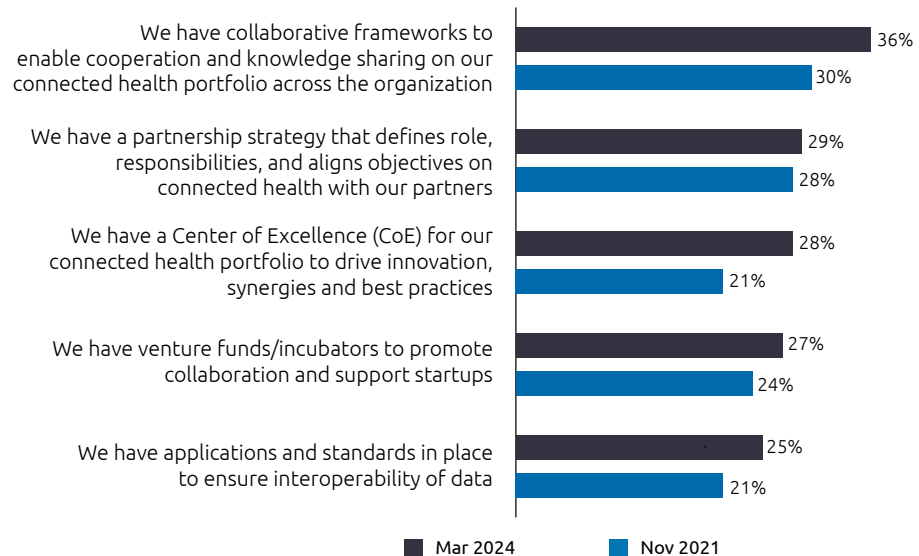 We have collaborative frameworks to
enable cooperation and knowledge sharing on our
connected health portfolio across the organization
36%
30%
We have a partnership strategy that defines role,
responsibilities, and aligns objectives on
connected health with our partners
29%
28%
We have a Center of Excellence (CoE) for our
connected health portfolio to drive innovation,
synergies and best practices
28%
21%
We have venture funds/incubators to promote
collaboration and support startups
27%
24%
We have applications and standards in place
to ensure interoperability of data
25%
21%
Mar 2024
Nov 2021